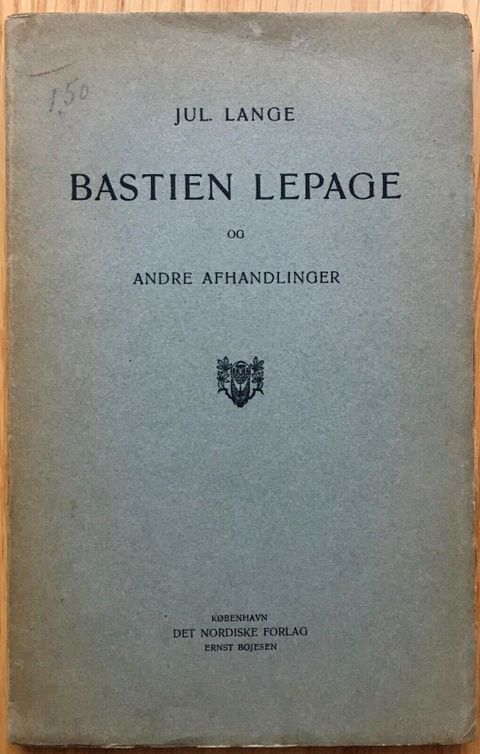 1.50
JUL. LANGE
BASTIEN LEPAGE
OG
ANDRE AFHANDLINGER
KØBENHAVN
DET NORDISKE FORLAG
ERNST BOJESEN